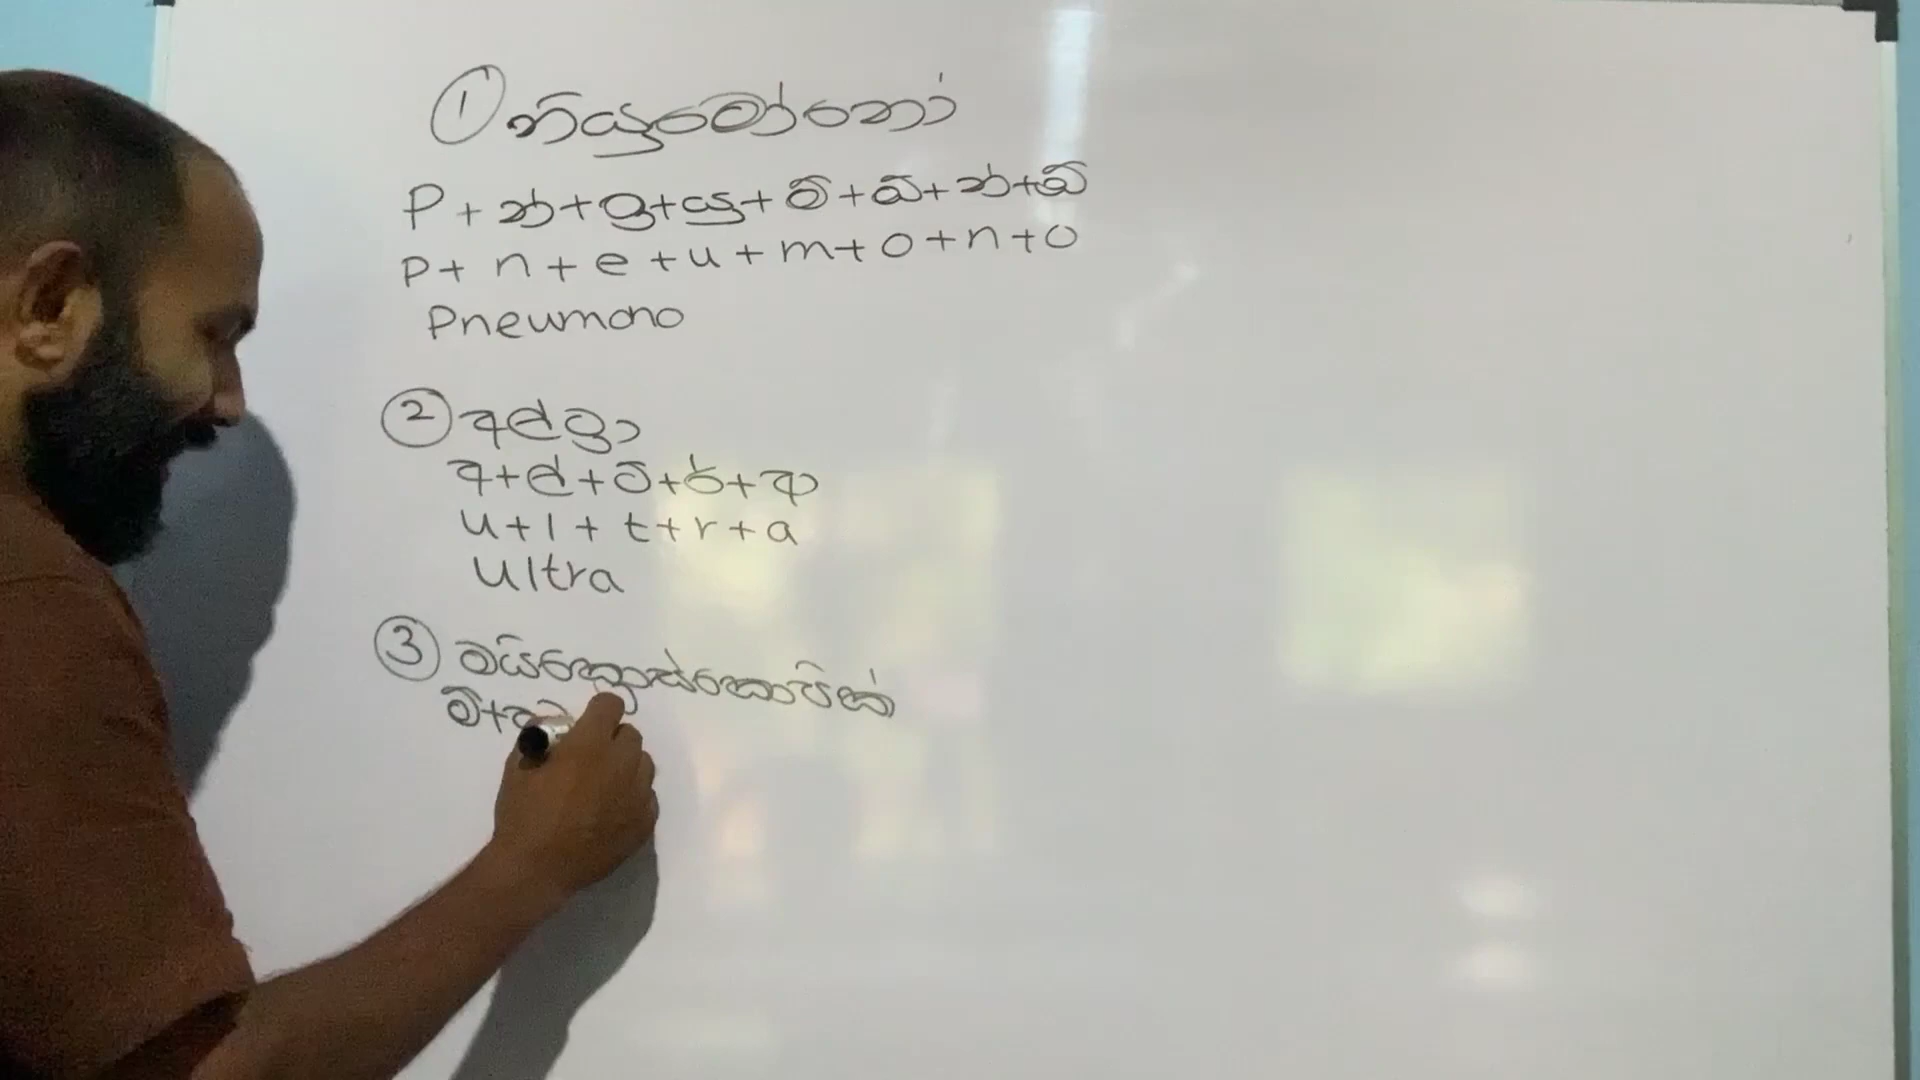 ① නියුමෝනෝ
P + න් + ඉ + යු + ම් + ඔ + න් + ඔ
P + n + e + u + m + o + n + o
Pneumono
② අල්ට්‍රා
අ + ල් + ට් + ර් + ආ
u + l + t + r + a
Ultra
③ මයික්‍රොස්කොපික්
ම් +